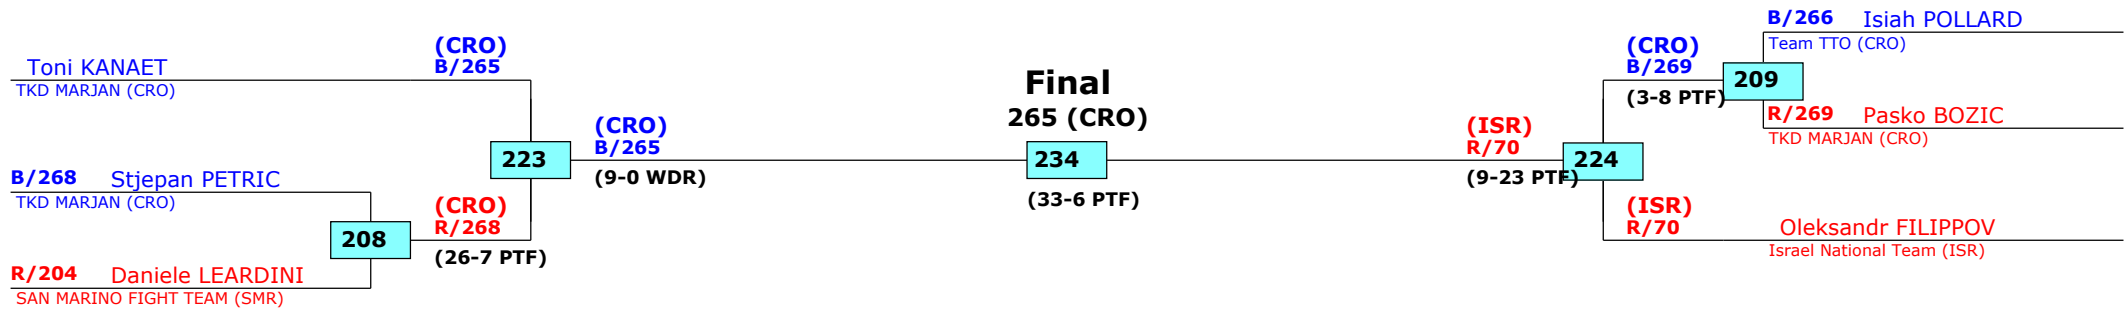 Toni KANAET
TKD MARJAN (CRO)
(CRO)
B/265
B/268 Stjepan PETRIC
TKD MARJAN (CRO)
208
R/204 Daniele LEARDINI
SAN MARINO FIGHT TEAM (SMR)
(CRO)
R/268
(26-7 PTF)
223
(CRO)
B/265
(9-0 WDR)
Final
265 (CRO)
234
(33-6 PTF)
(ISR)
R/70
(9-23 PTF)
224
(CRO)
B/269
(3-8 PTF)
209
B/266 Isiah POLLARD
Team TTO (CRO)
R/269 Pasko BOZIC
TKD MARJAN (CRO)
(ISR)
R/70
Oleksandr FILIPPOV
Israel National Team (ISR)